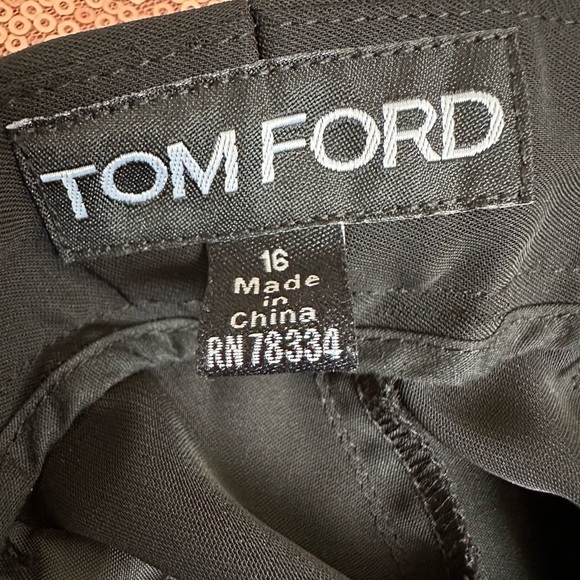 TOM FORD
16
Made
in
China
RN 78334